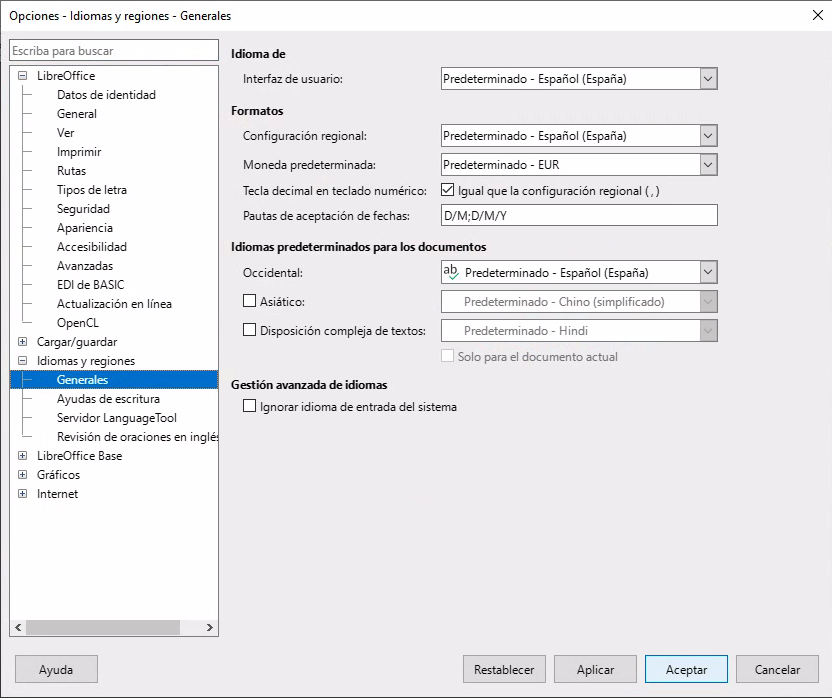 Opciones - Idiomas y regiones - Generales
Escriba para buscar
LibreOffice
Datos de identidad
General
Ver
Imprimir
Rutas
Tipos de letra
Seguridad
Apariencia
Accesibilidad
Avanzadas
EDI de BASIC
Actualización en línea
OpenCL
Cargar/guardar
Idiomas y regiones
Generales
Ayudas de escritura
Servidor LanguageTool
Revisión de oraciones en inglés
LibreOffice Base
Gráficos
Internet
Idioma de
Interfaz de usuario: Predeterminado - Español (España)
Formatos
Configuración regional: Predeterminado - Español (España)
Moneda predeterminada: Predeterminado - EUR
Tecla decimal en teclado numérico: Igual que la configuración regional ( , )
Pautas de aceptación de fechas: D/M;D/M/Y
Idiomas predeterminados para los documentos
Occidental: Predeterminado - Español (España)
Asiático: Predeterminado - Chino (simplificado)
Disposición compleja de textos: Predeterminado - Hindi
Solo para el documento actual
Gestión avanzada de idiomas
Ignorar idioma de entrada del sistema
Ayuda Restablecer Aplicar Aceptar Cancelar